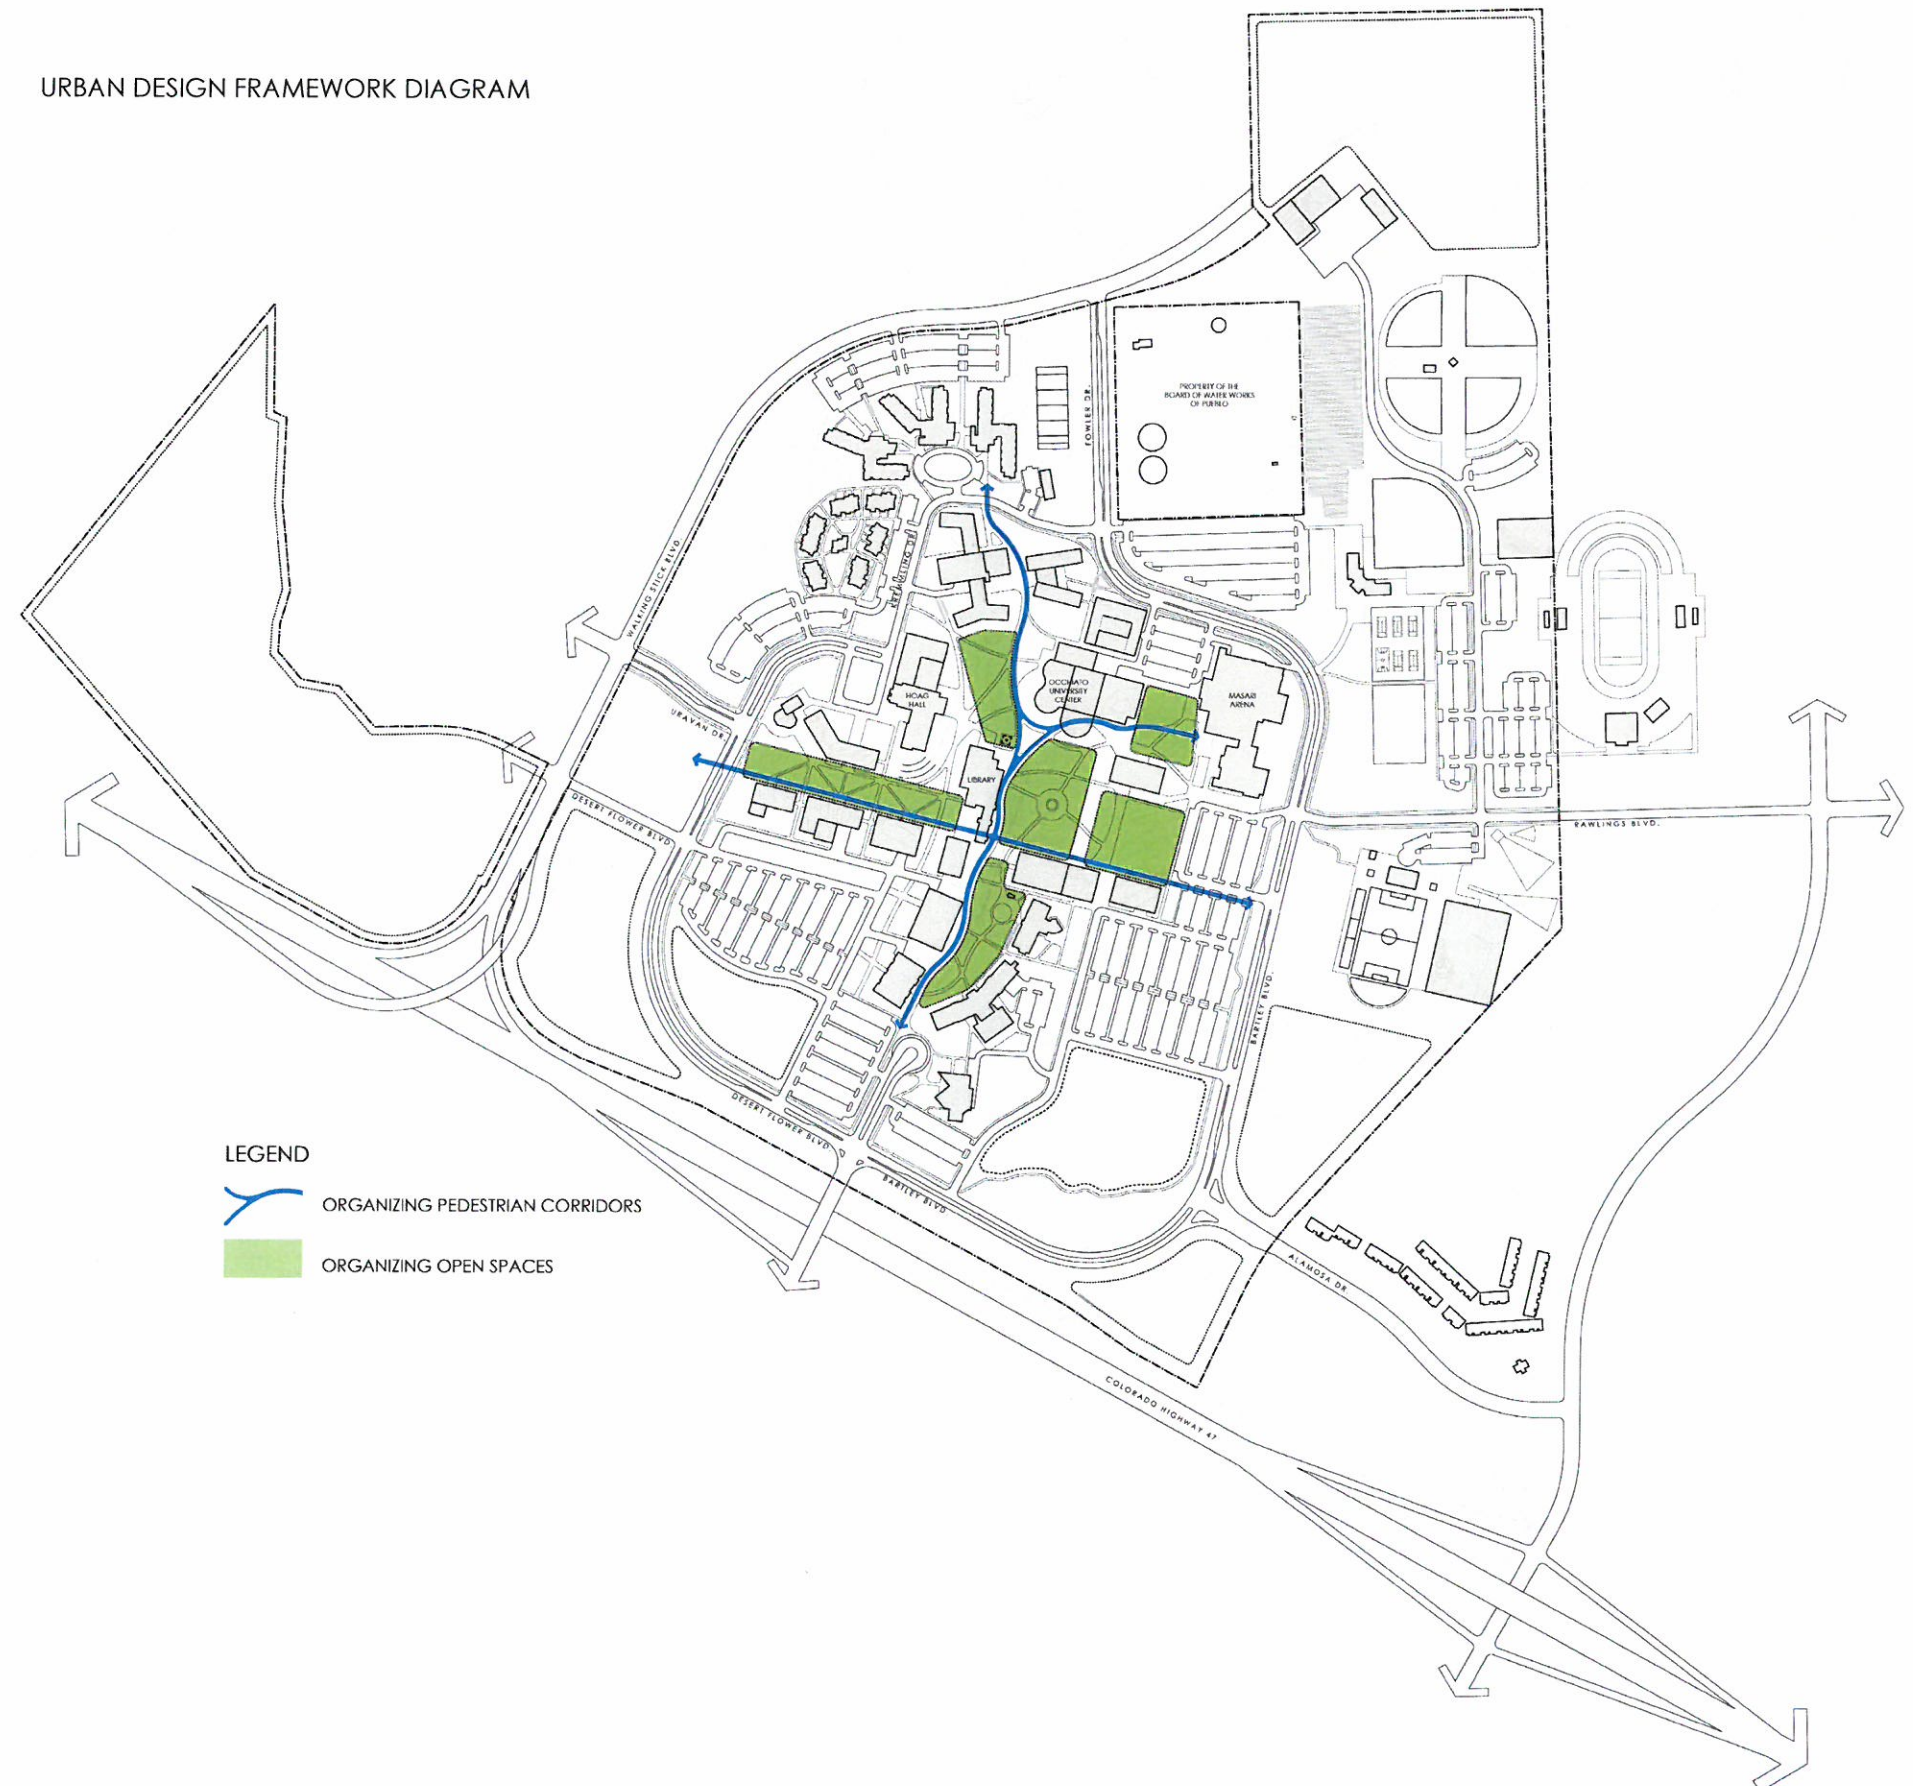 URBAN DESIGN FRAMEWORK DIAGRAM
PROPERTY OF THE
BOARD OF WATER WORKS
OF PUEBLO
FOWLER DR.
WALKING STICK BLVD.
OCCHIATO
UNIVERSITY
CENTER
HOAG
HALL
MASARI
ARENA
URAVAN DR.
LIBRARY
DESERT FLOWER BLVD.
RAWLINGS BLVD.
BARTLEY BLVD.
DESERT FLOWER BLVD.
BARTLEY BLVD.
LEGEND
ORGANIZING PEDESTRIAN CORRIDORS
ORGANIZING OPEN SPACES
ALAMOSA DR.
COLORADO HIGHWAY 47